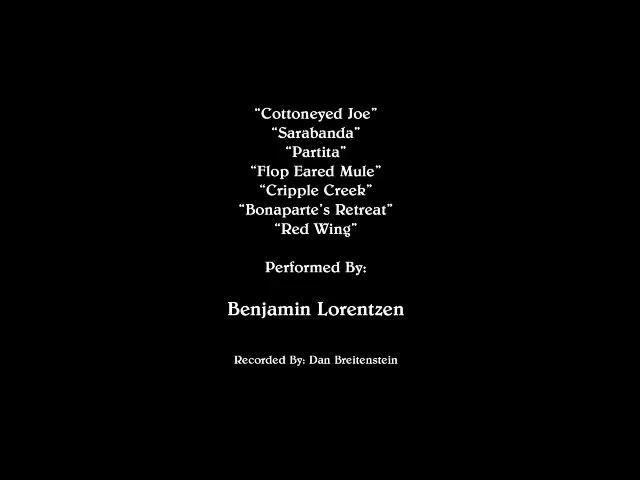 “Cottoneyed Joe”
“Sarabanda”
“Partita”
“Flop Eared Mule”
“Cripple Creek”
“Bonaparte’s Retreat”
“Red Wing”
Performed By:
Benjamin Lorentzen
Recorded By: Dan Breitenstein